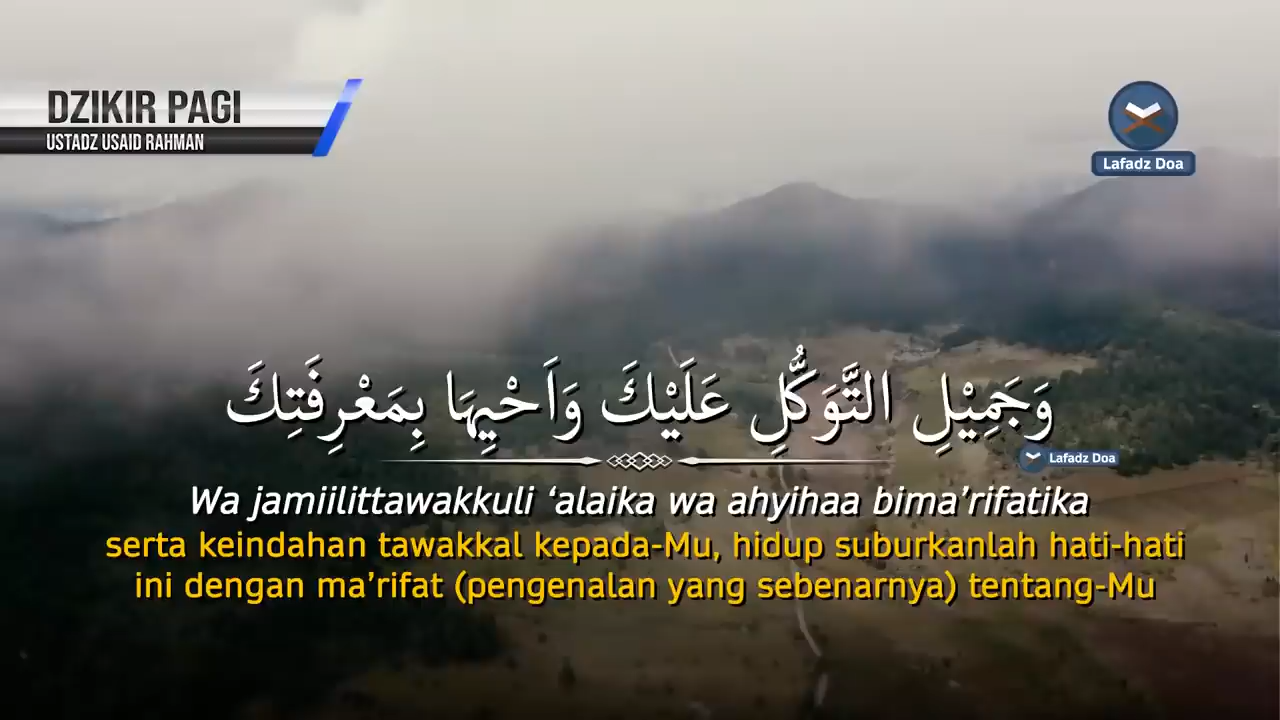 DZIKIR PAGI
USTADZ USAID RAHMAN
Lafadz Doa
وَجَمِيْلِ التَّوَكُّلِ عَلَيْكَ وَاَحْيِهَا بِمَعْرِفَتِكَ
Lafadz Doa
Wa jamiilittawakkuli ‘alaika wa ahyihaa bima’rifatika
serta keindahan tawakkal kepada-Mu, hidup suburkanlah hati-hati
ini dengan ma’rifat (pengenalan yang sebenarnya) tentang-Mu